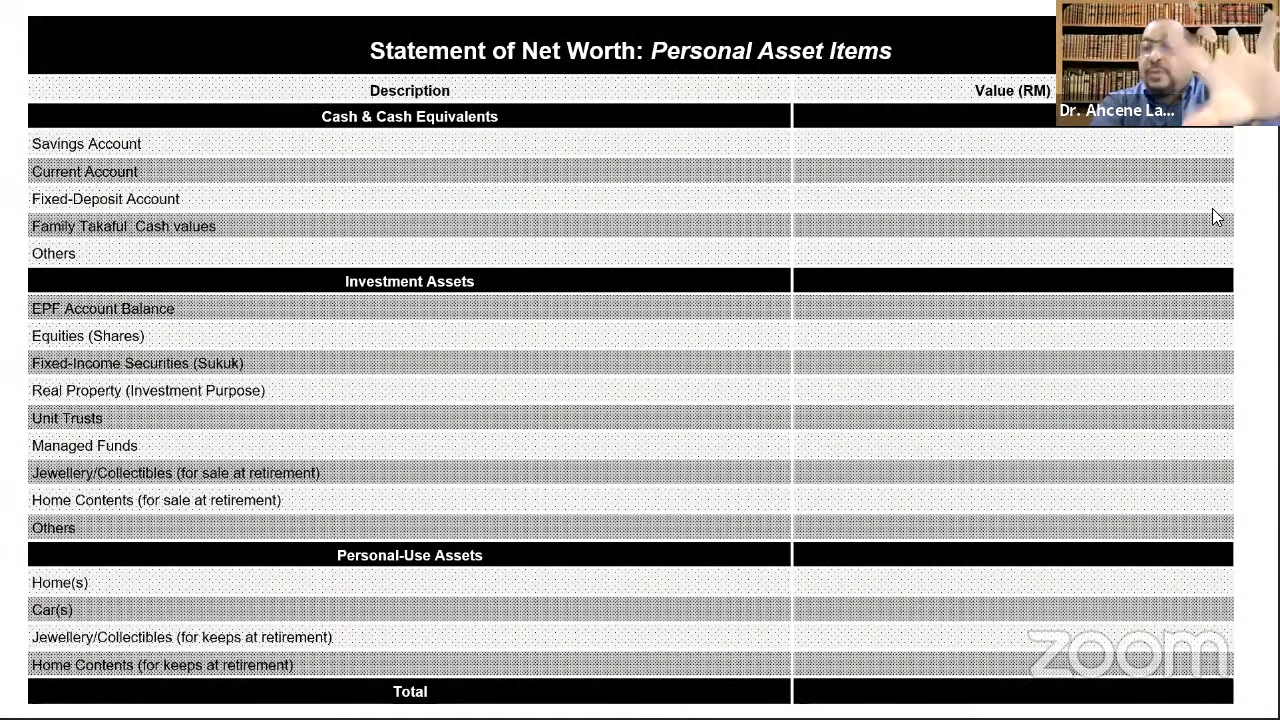 Statement of Net Worth: Personal Asset Items
Description Value (RM)
Dr. Ahcene La...
Cash & Cash Equivalents
Savings Account
Current Account
Fixed-Deposit Account
Family Takaful Cash values
Others
Investment Assets
EPF Account Balance
Equities (Shares)
Fixed-Income Securities (Sukuk)
Real Property (Investment Purpose)
Unit Trusts
Managed Funds
Jewellery/Collectibles (for sale at retirement)
Home Contents (for sale at retirement)
Others
Personal-Use Assets
Home(s)
Car(s)
Jewellery/Collectibles (for keeps at retirement)
Home Contents (for keeps at retirement)
zoom
Total